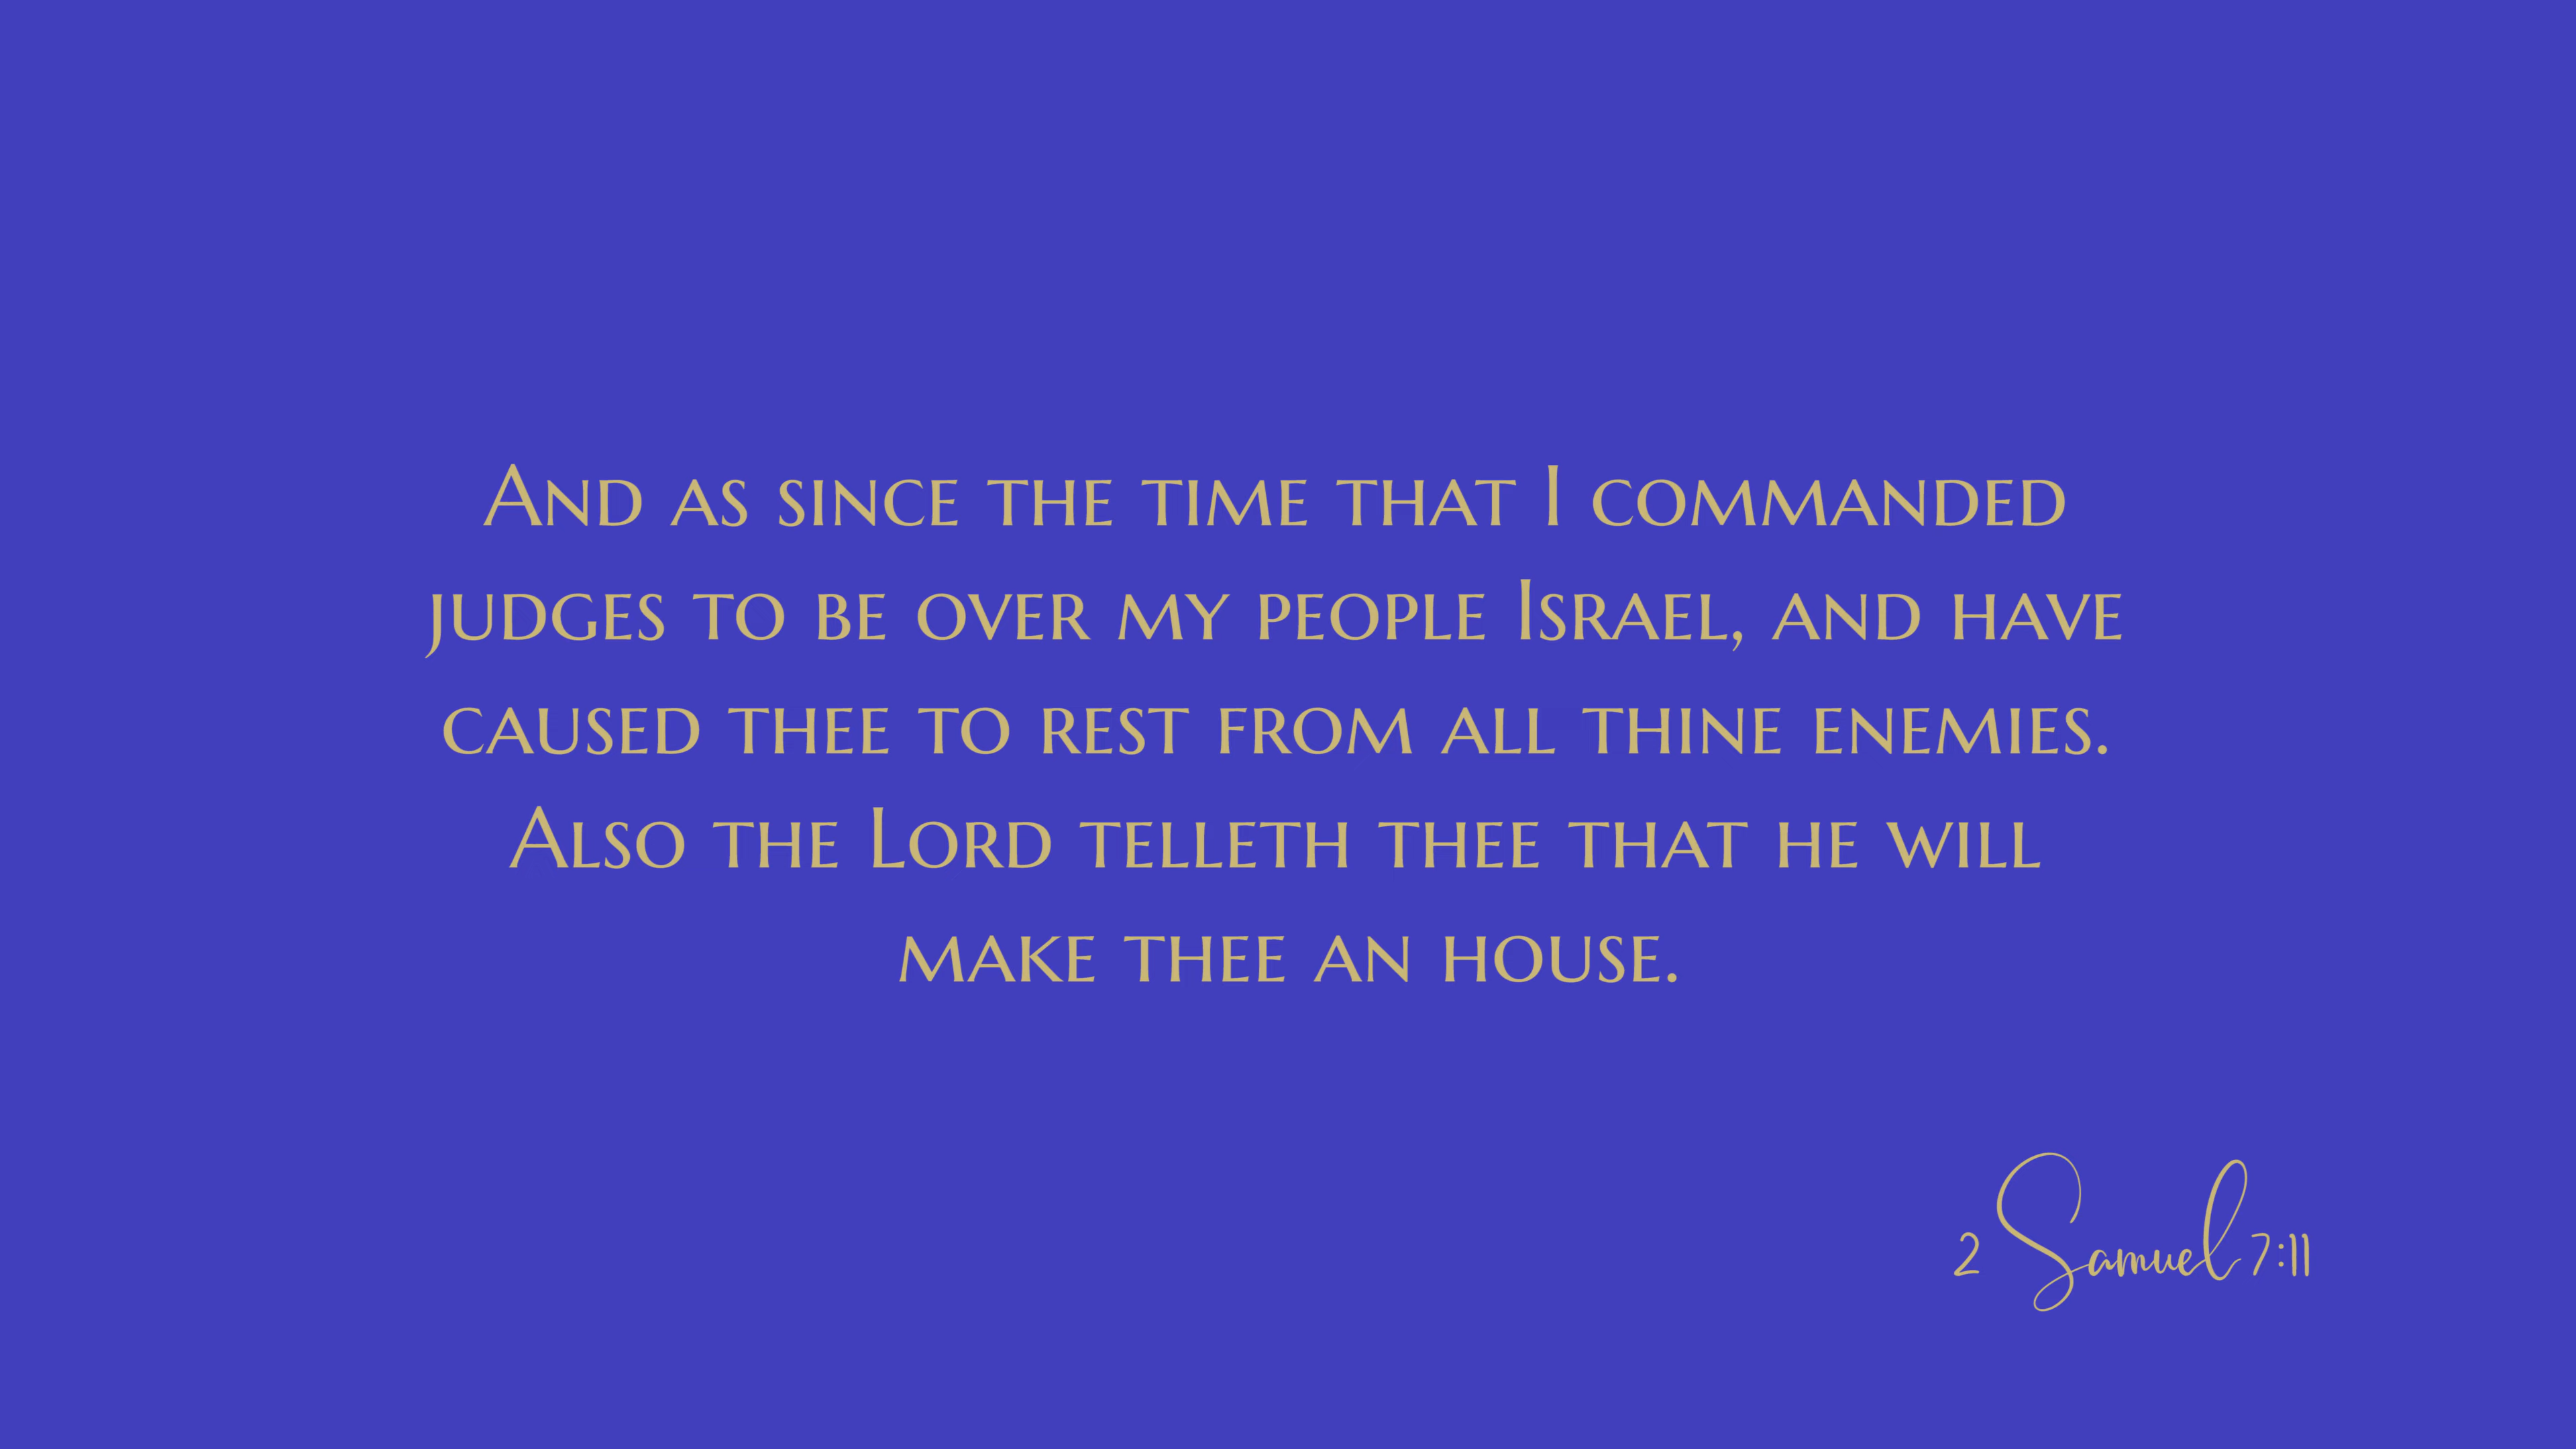 And as since the time that I commanded
judges to be over my people Israel, and have
caused thee to rest from all thine enemies.
Also the Lord telleth thee that he will
make thee an house.
2 Samuel 7:11